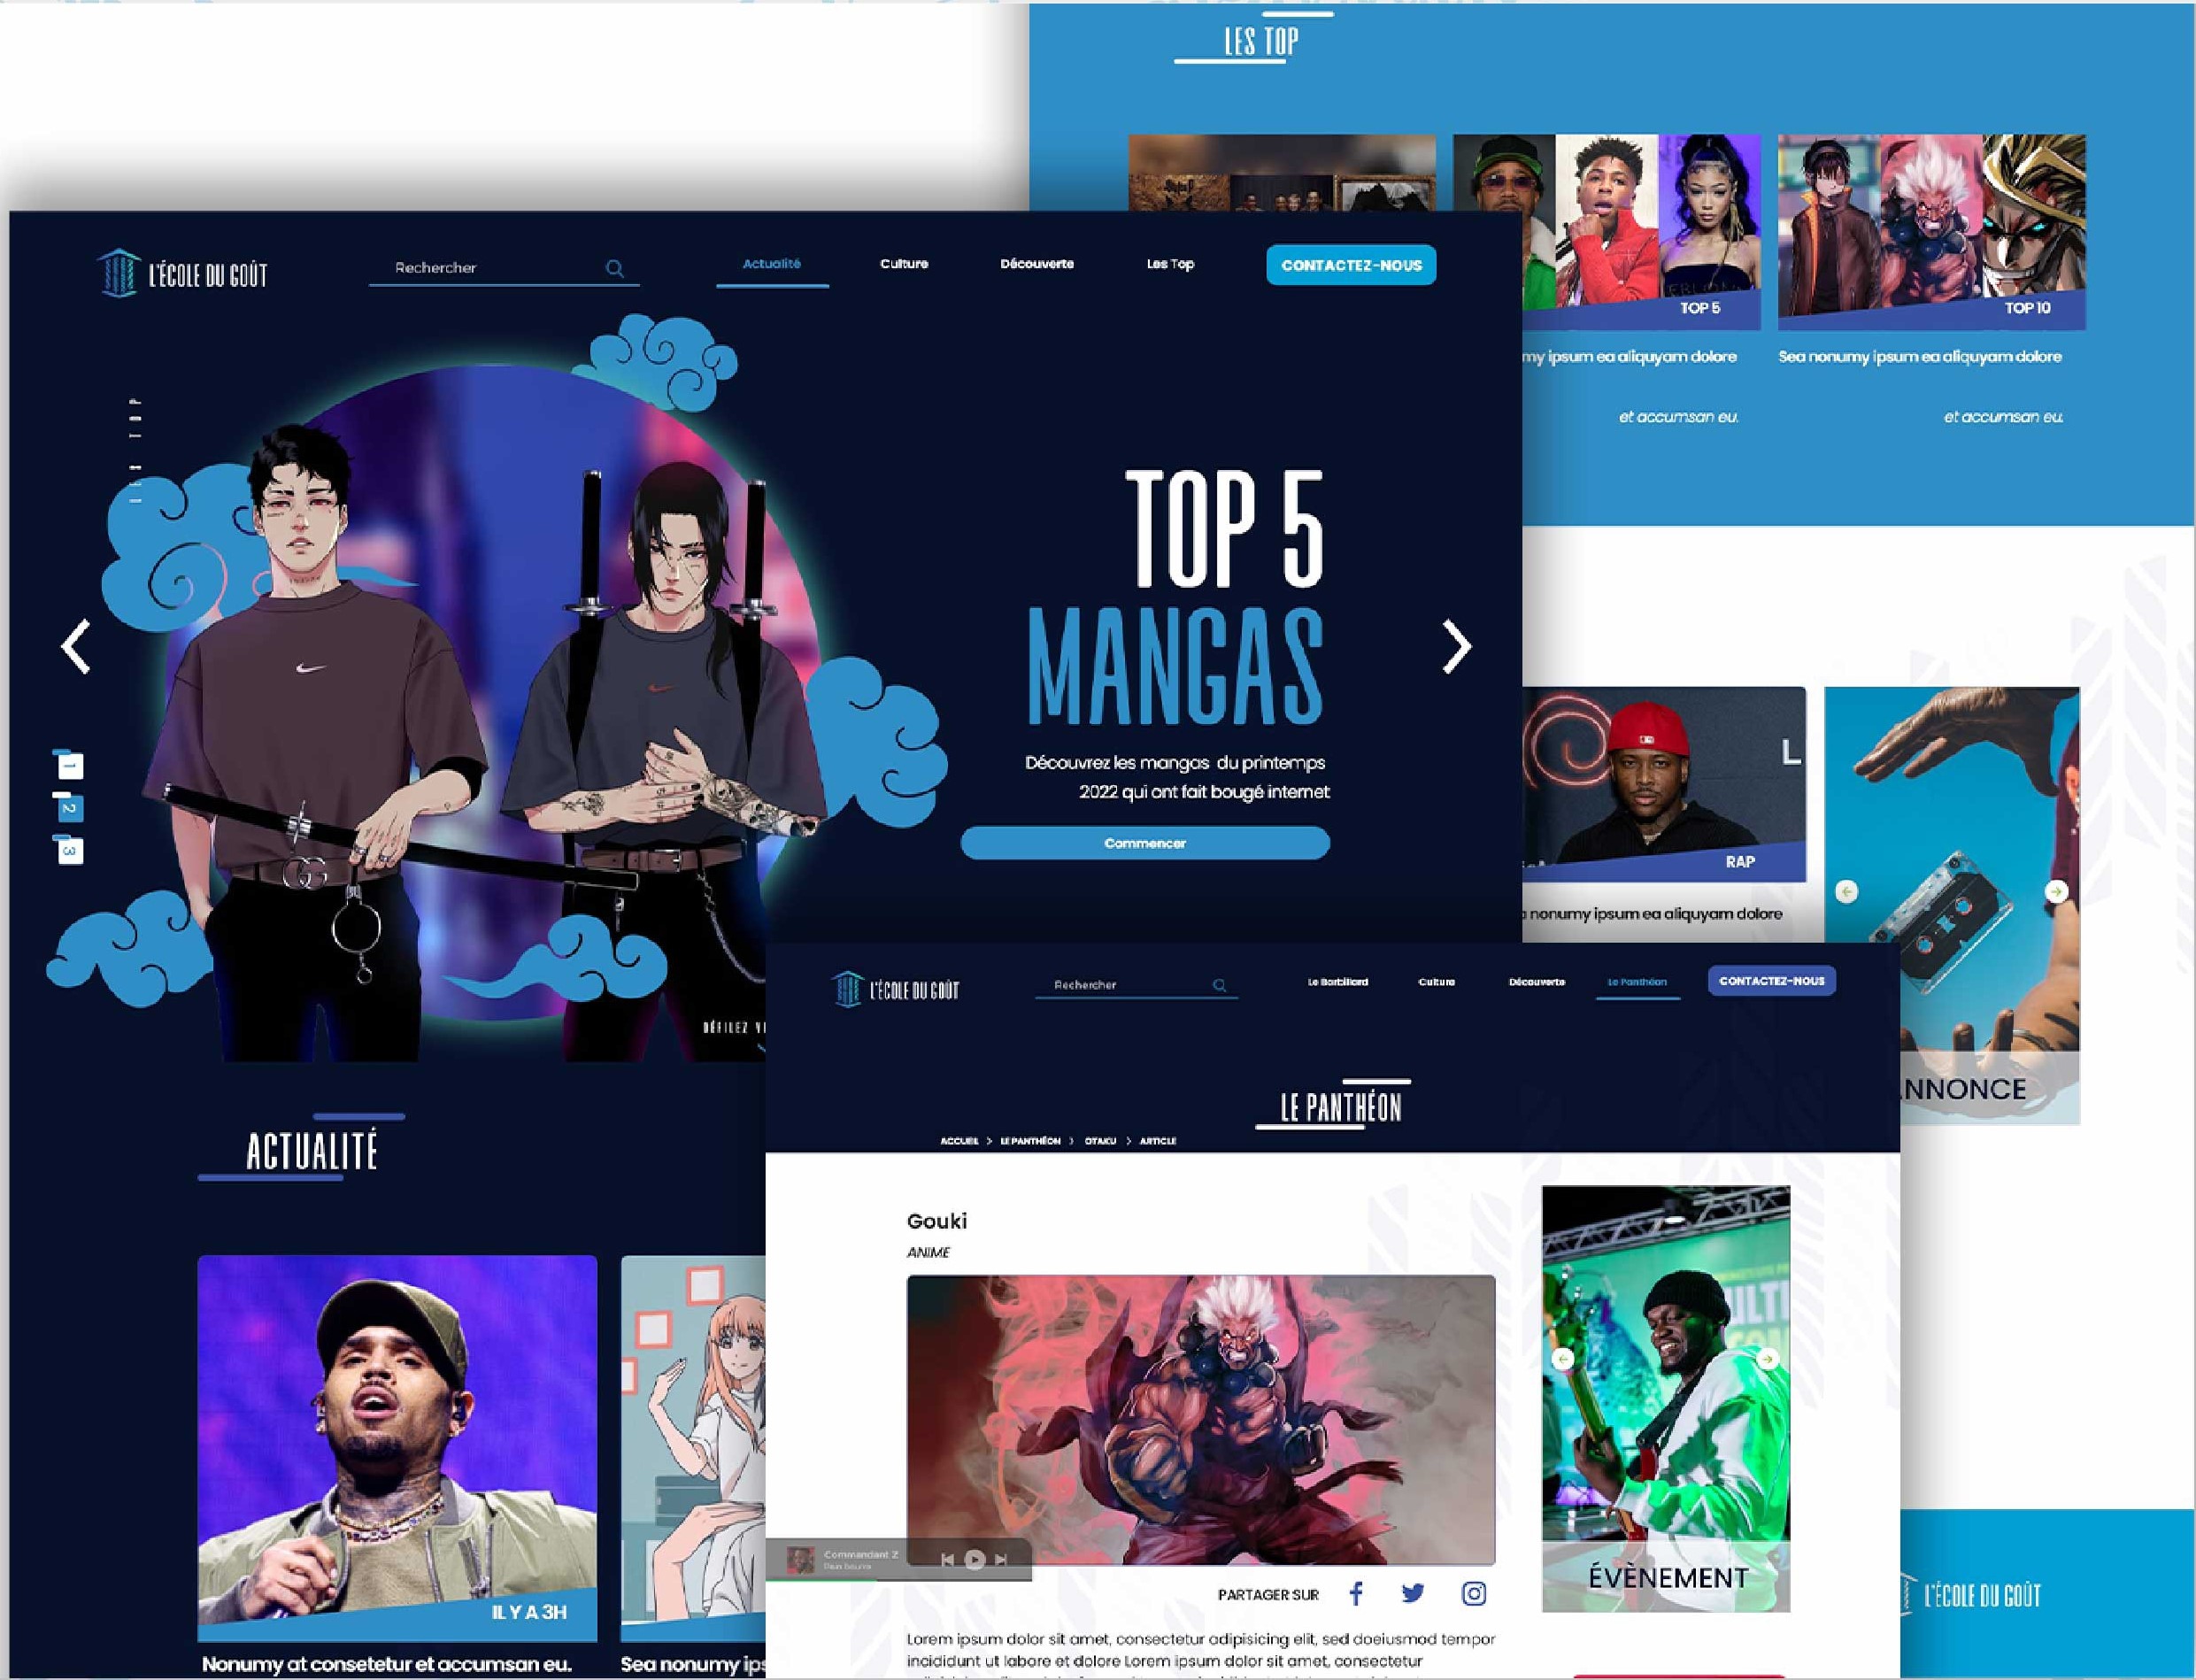 LES TOP
TOP 5
TOP 10
my ipsum ea aliquyam dolore
Sea nonumy ipsum ea aliquyam dolore
et accumsan eu.
et accumsan eu.
L'ÉCOLE DU GOÛT
Rechercher
Actualité
Culture
Découverte
Les Top
CONTACTEZ-NOUS
LES TOP
TOP 5
MANGAS
Découvrez les mangas du printemps
2022 qui ont fait bougé internet
Commencer
1
2
3
DÉFILEZ
RAP
nonumy ipsum ea aliquyam dolore
NNONCE
ACTUALITÉ
IL Y A 3H
Nonumy at consetetur et accumsan eu.
Sea nonumy ips
L'ÉCOLE DU GOÛT
Rechercher
Le Barbillard
Culture
Découverte
Le Panthéon
CONTACTEZ-NOUS
LE PANTHÉON
ACCUEIL > LE PANTHÉON > OTAKU > ARTICLE
Gouki
ANIME
Commandant Z
ÉVÈNEMENT
PARTAGER SUR
Lorem ipsum dolor sit amet, consectetur adipisicing elit, sed doeiusmod tempor
incididunt ut labore et dolore Lorem ipsum dolor sit amet, consectetur
L'ÉCOLE DU GOÛT